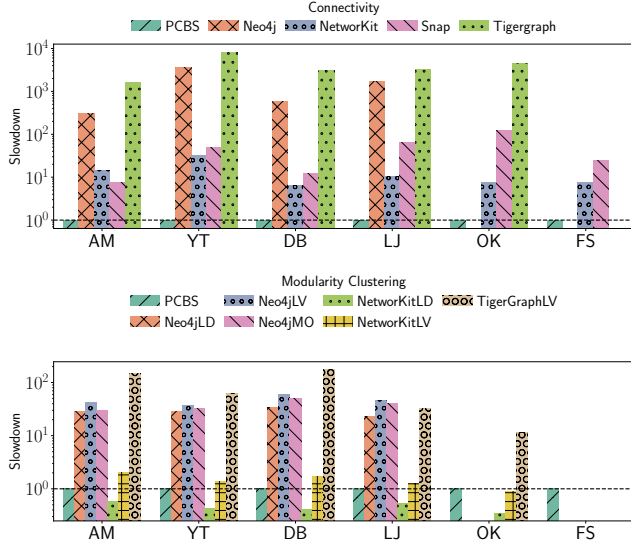 Connectivity
PCBS Neo4j NetworKit Snap Tigergraph
Slowdown
10^4
10^3
10^2
10^1
10^0
AM YT DB LJ OK FS
Modularity Clustering
PCBS Neo4jLV NetworKitLD TigerGraphLV
Neo4jLD Neo4jMO NetworKitLV
Slowdown
10^2
10^1
10^0
AM YT DB LJ OK FS